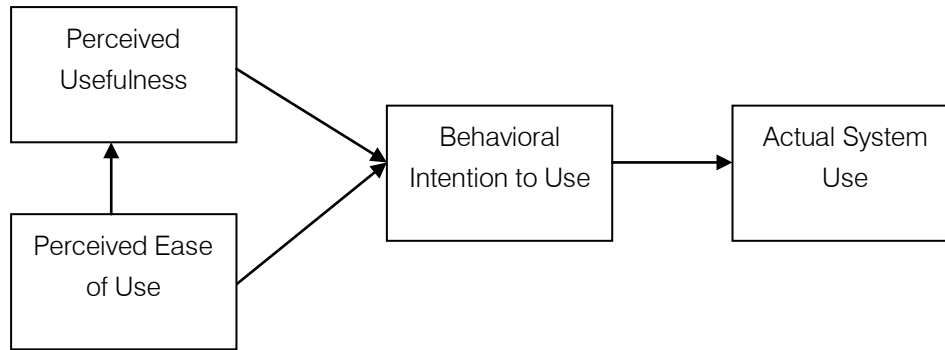 Perceived
Usefulness
Perceived Ease
of Use
Behavioral
Intention to Use
Actual System
Use